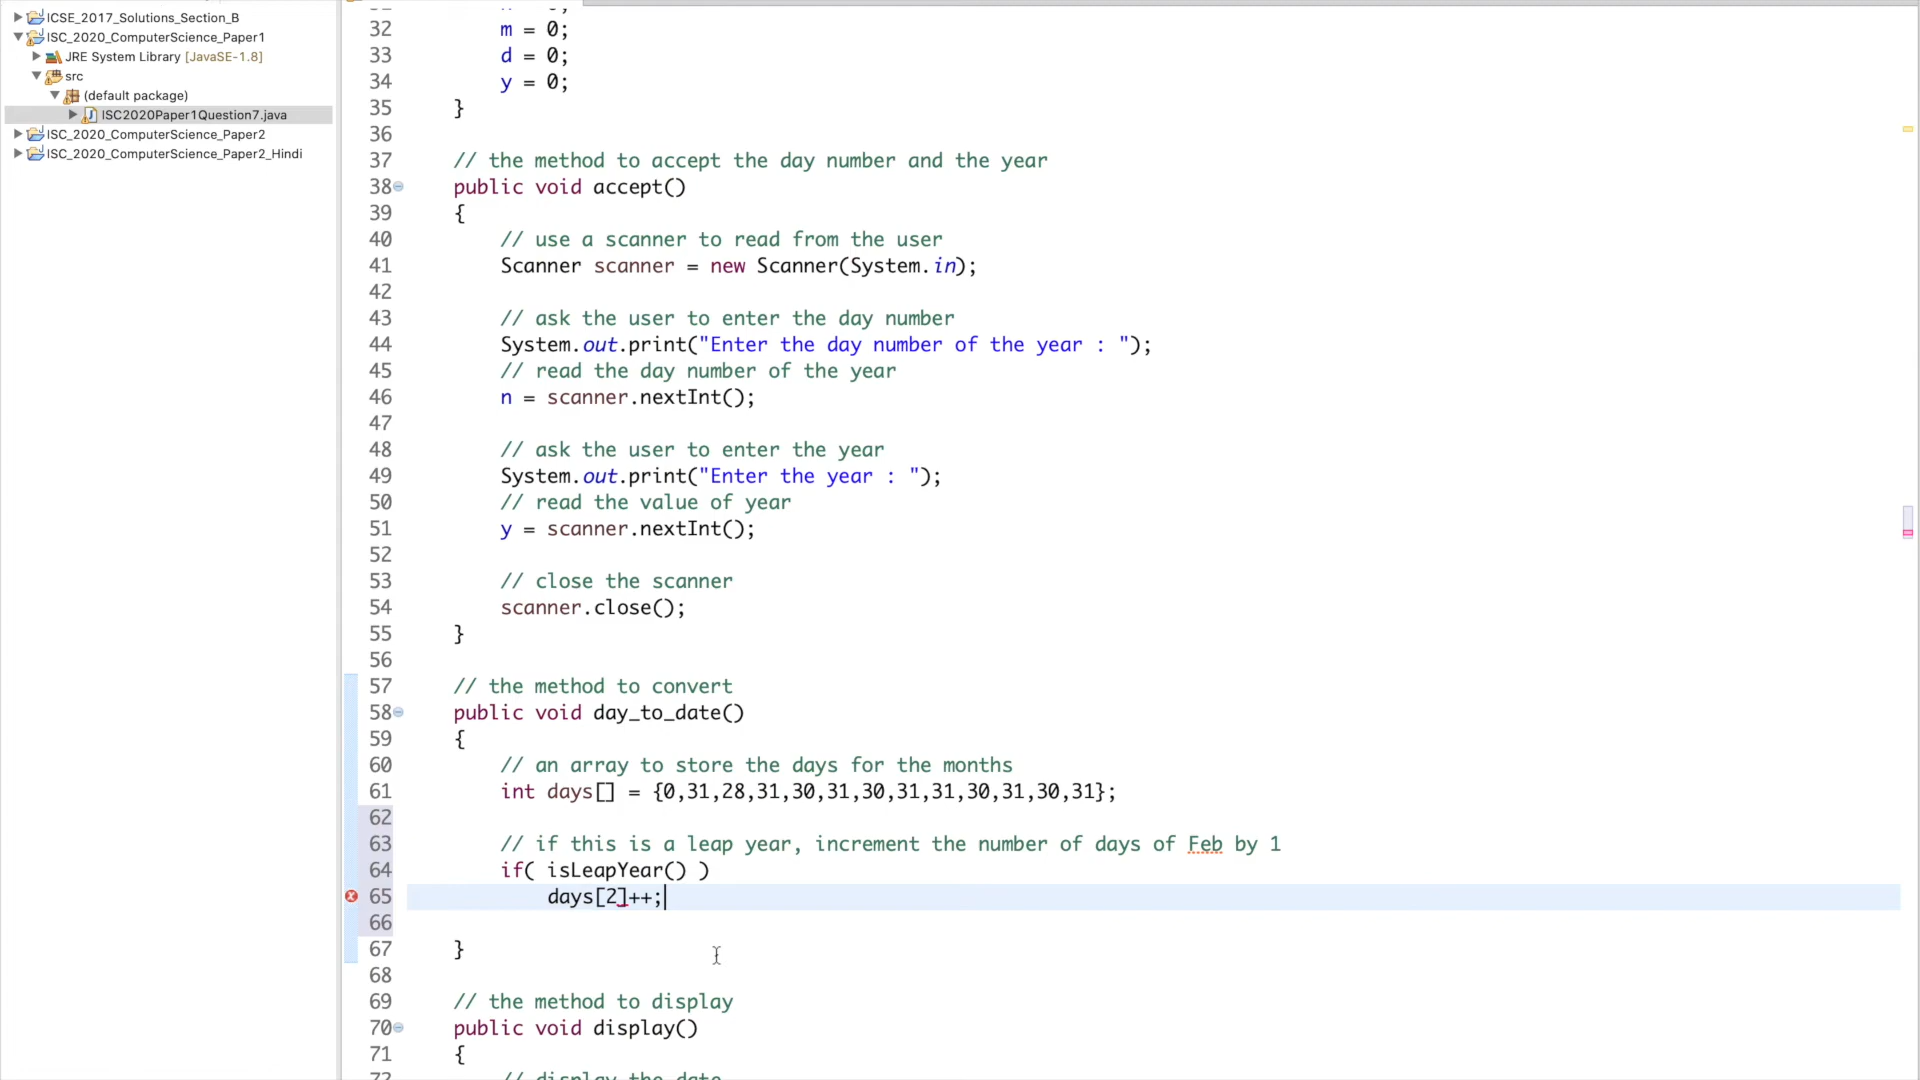 ICSE_2017_Solutions_Section_B
ISC_2020_ComputerScience_Paper1
JRE System Library [JavaSE-1.8]
src
(default package)
ISC2020Paper1Question7.java
ISC_2020_ComputerScience_Paper2
ISC_2020_ComputerScience_Paper2_Hindi
32 m = 0;
33 d = 0;
34 y = 0;
35 }
36
37 // the method to accept the day number and the year
38 public void accept()
39 {
40 // use a scanner to read from the user
41 Scanner scanner = new Scanner(System.in);
42
43 // ask the user to enter the day number
44 System.out.print("Enter the day number of the year : ");
45 // read the day number of the year
46 n = scanner.nextInt();
47
48 // ask the user to enter the year
49 System.out.print("Enter the year : ");
50 // read the value of year
51 y = scanner.nextInt();
52
53 // close the scanner
54 scanner.close();
55 }
56
57 // the method to convert
58 public void day_to_date()
59 {
60 // an array to store the days for the months
61 int days[] = {0,31,28,31,30,31,30,31,31,30,31,30,31};
62
63 // if this is a leap year, increment the number of days of Feb by 1
64 if( isLeapYear() )
65 days[2]++;
66
67 }
68
69 // the method to display
70 public void display()
71 {
72 // display the date